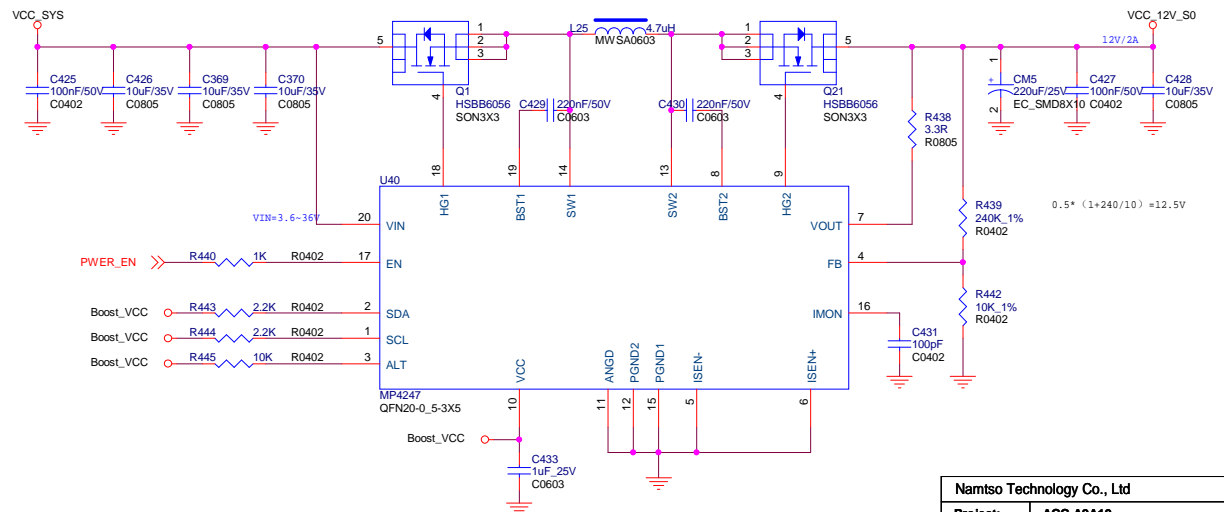 VCC_SYS
VCC_12V_S0
12V/2A
C425
100nF/50V
C0402
C426
10uF/35V
C0805
C369
10uF/35V
C0805
C370
10uF/35V
C0805
5
1
2
3
4
Q1
HSBB6056
SON3X3
L25
4.7uH
MWSA0603
C429
220nF/50V
C0603
C430
220nF/50V
C0603
1
2
3
5
4
Q21
HSBB6056
SON3X3
R438
3.3R
R0805
1
+
2
CM5
220uF/25V
EC_SMD8X10
C427
100nF/50V
C0402
C428
10uF/35V
C0805
U40
18
HG1
19
BST1
14
SW1
13
SW2
8
BST2
9
HG2
VIN=3.6~36V
20
VIN
7
VOUT
R439
240K_1%
R0402
0.5* (1+240/10) =12.5V
PWER_EN
R440
1K
R0402
17
EN
4
FB
Boost_VCC
R443
2.2K
R0402
2
SDA
16
IMON
R442
10K_1%
R0402
Boost_VCC
R444
2.2K
R0402
1
SCL
C431
100pF
C0402
Boost_VCC
R445
10K
R0402
3
ALT
VCC
10
ANGD
11
PGND2
12
PGND1
15
ISEN-
5
ISEN+
6
MP4247
QFN20-0_5-3X5
Boost_VCC
C433
1uF_25V
C0603
Namtso Technology Co., Ltd